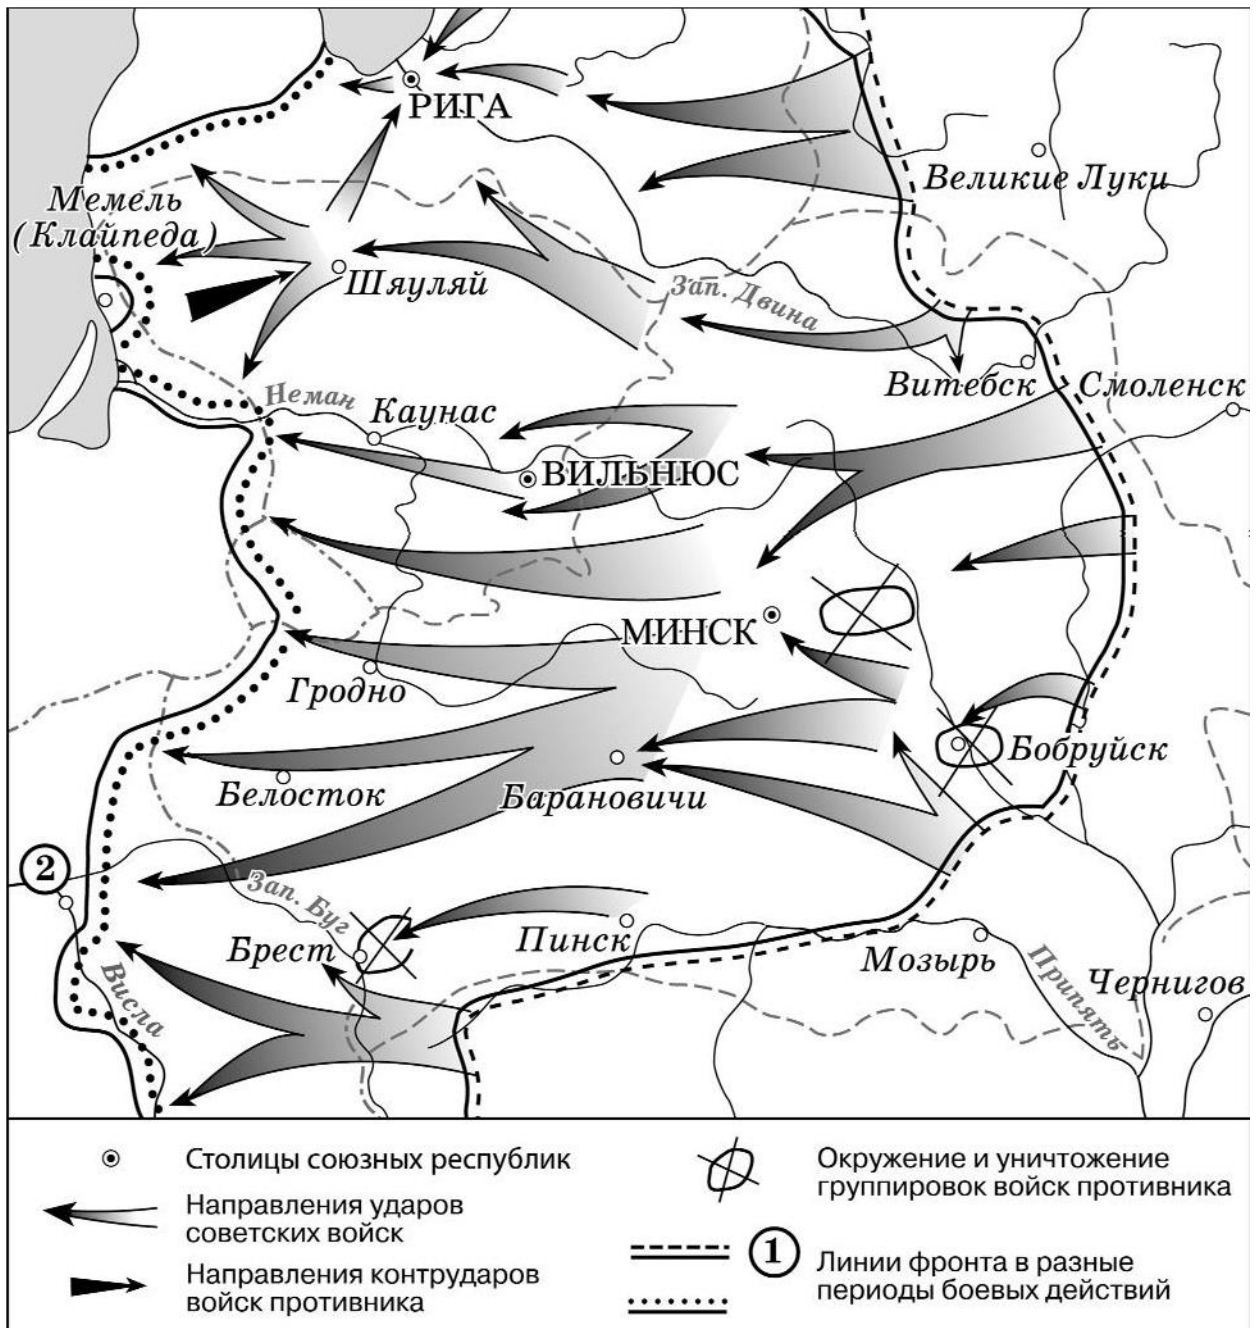 РИГА
Великие Луки
Мемель
(Клайпеда)
Шяуляй
Зап. Двина
Витебск
Смоленск
Неман
Каунас
ВИЛЬНЮС
МИНСК
Гродно
Бобруйск
Белосток
Барановичи
2
Зап. Буг
Брест
Пинск
Мозырь
Висла
Припять
Чернигов
Столицы союзных республик
Направления ударов
советских войск
Направления контрударов
войск противника
Окружение и уничтожение
группировок войск противника
1
Линии фронта в разные
периоды боевых действий